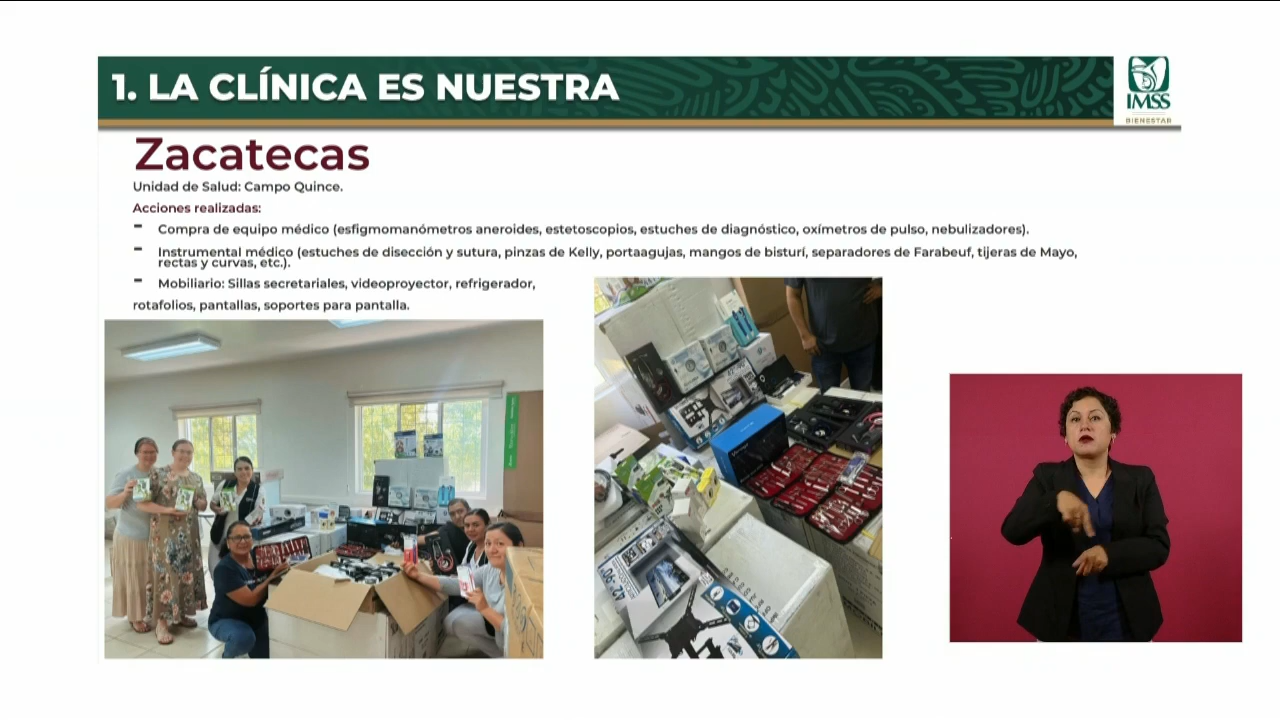 1. LA CLÍNICA ES NUESTRA
IMSS
BIENESTAR
Zacatecas
Unidad de Salud: Campo Quince.
Acciones realizadas:
- Compra de equipo médico (esfigmomanómetros aneroides, estetoscopios, estuches de diagnóstico, oxímetros de pulso, nebulizadores).
- Instrumental médico (estuches de disección y sutura, pinzas de Kelly, portaagujas, mangos de bisturí, separadores de Farabeuf, tijeras de Mayo,
rectas y curvas, etc.).
- Mobiliario: Sillas secretariales, videoproyector, refrigerador,
rotafolios, pantallas, soportes para pantalla.